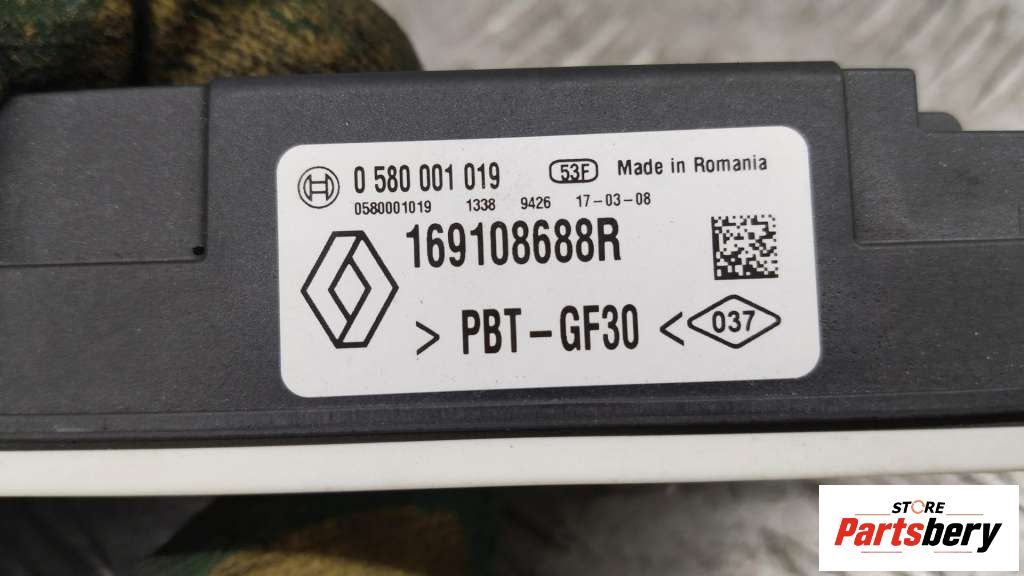 0 580 001 019 53F Made in Romania
0580001019 1338 9426 17-03-08
169108688R
> PBT-GF30 < 037
STORE
Partsbery